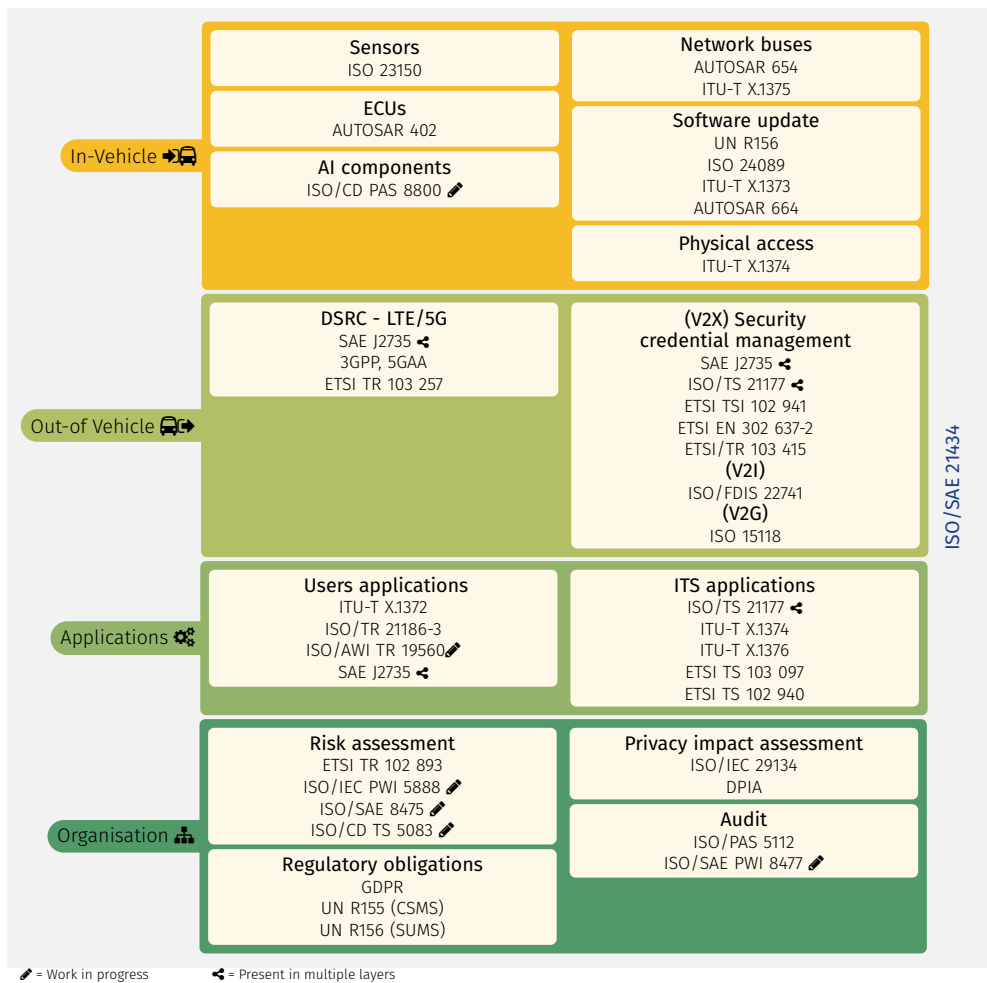 In-Vehicle
Sensors
ISO 23150
ECUs
AUTOSAR 402
AI components
ISO/CD PAS 8800
Network buses
AUTOSAR 654
ITU-T X.1375
Software update
UN R156
ISO 24089
ITU-T X.1373
AUTOSAR 664
Physical access
ITU-T X.1374
Out-of Vehicle
DSRC - LTE/5G
SAE J2735
3GPP, 5GAA
ETSI TR 103 257
(V2X) Security
credential management
SAE J2735
ISO/TS 21177
ETSI TSI 102 941
ETSI EN 302 637-2
ETSI/TR 103 415
(V2I)
ISO/FDIS 22741
(V2G)
ISO 15118
Applications
Users applications
ITU-T X.1372
ISO/TR 21186-3
ISO/AWI TR 19560
SAE J2735
ITS applications
ISO/TS 21177
ITU-T X.1374
ITU-T X.1376
ETSI TS 103 097
ETSI TS 102 940
Organisation
Risk assessment
ETSI TR 102 893
ISO/IEC PWI 5888
ISO/SAE 8475
ISO/CD TS 5083
Regulatory obligations
GDPR
UN R155 (CSMS)
UN R156 (SUMS)
Privacy impact assessment
ISO/IEC 29134
DPIA
Audit
ISO/PAS 5112
ISO/SAE PWI 8477
ISO/SAE 21434
= Work in progress
= Present in multiple layers